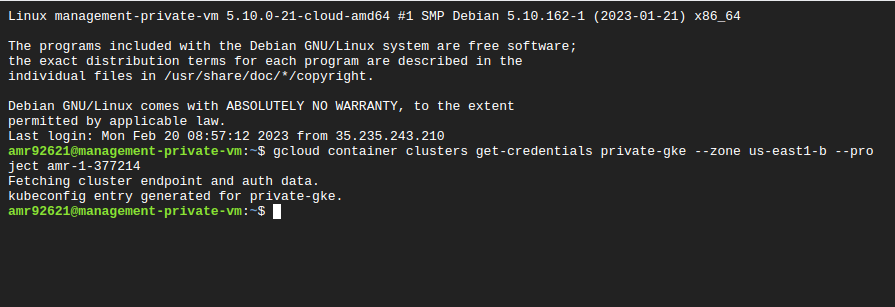 Linux management-private-vm 5.10.0-21-cloud-amd64 #1 SMP Debian 5.10.162-1 (2023-01-21) x86_64
The programs included with the Debian GNU/Linux system are free software;
the exact distribution terms for each program are described in the
individual files in /usr/share/doc/*/copyright.
Debian GNU/Linux comes with ABSOLUTELY NO WARRANTY, to the extent
permitted by applicable law.
Last login: Mon Feb 20 08:57:12 2023 from 35.235.243.210
amr92621@management-private-vm:~$ gcloud container clusters get-credentials private-gke --zone us-east1-b --pro
ject amr-1-377214
Fetching cluster endpoint and auth data.
kubeconfig entry generated for private-gke.
amr92621@management-private-vm:~$